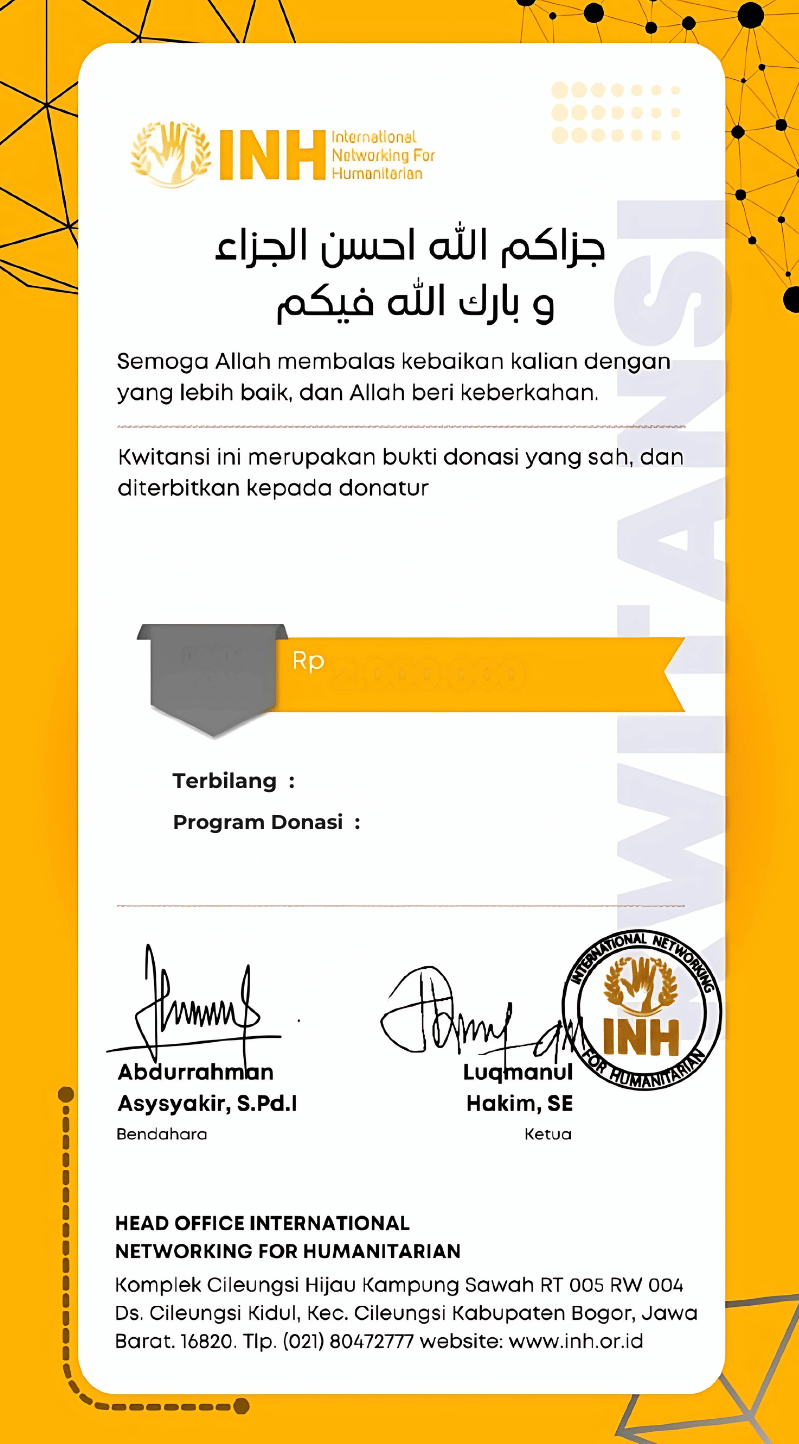 INH
International
Networking For
Humanitarian
جزاكم الله احسن الجزاء
و بارك الله فيكم
Semoga Allah membalas kebaikan kalian dengan
yang lebih baik, dan Allah beri keberkahan.
Kwitansi ini merupakan bukti donasi yang sah, dan
diterbitkan kepada donatur
KWITANSI
Rp
2.000.000
Terbilang :
Program Donasi :
INTERNATIONAL NETWORKING
INH
FOR HUMANITARIAN
Abdurrahman
Asysyakir, S.Pd.I
Bendahara
Luqmanul
Hakim, SE
Ketua
HEAD OFFICE INTERNATIONAL
NETWORKING FOR HUMANITARIAN
Komplek Cileungsi Hijau Kampung Sawah RT 005 RW 004
Ds. Cileungsi Kidul, Kec. Cileungsi Kabupaten Bogor, Jawa
Barat. 16820. Tlp. (021) 80472777 website: www.inh.or.id